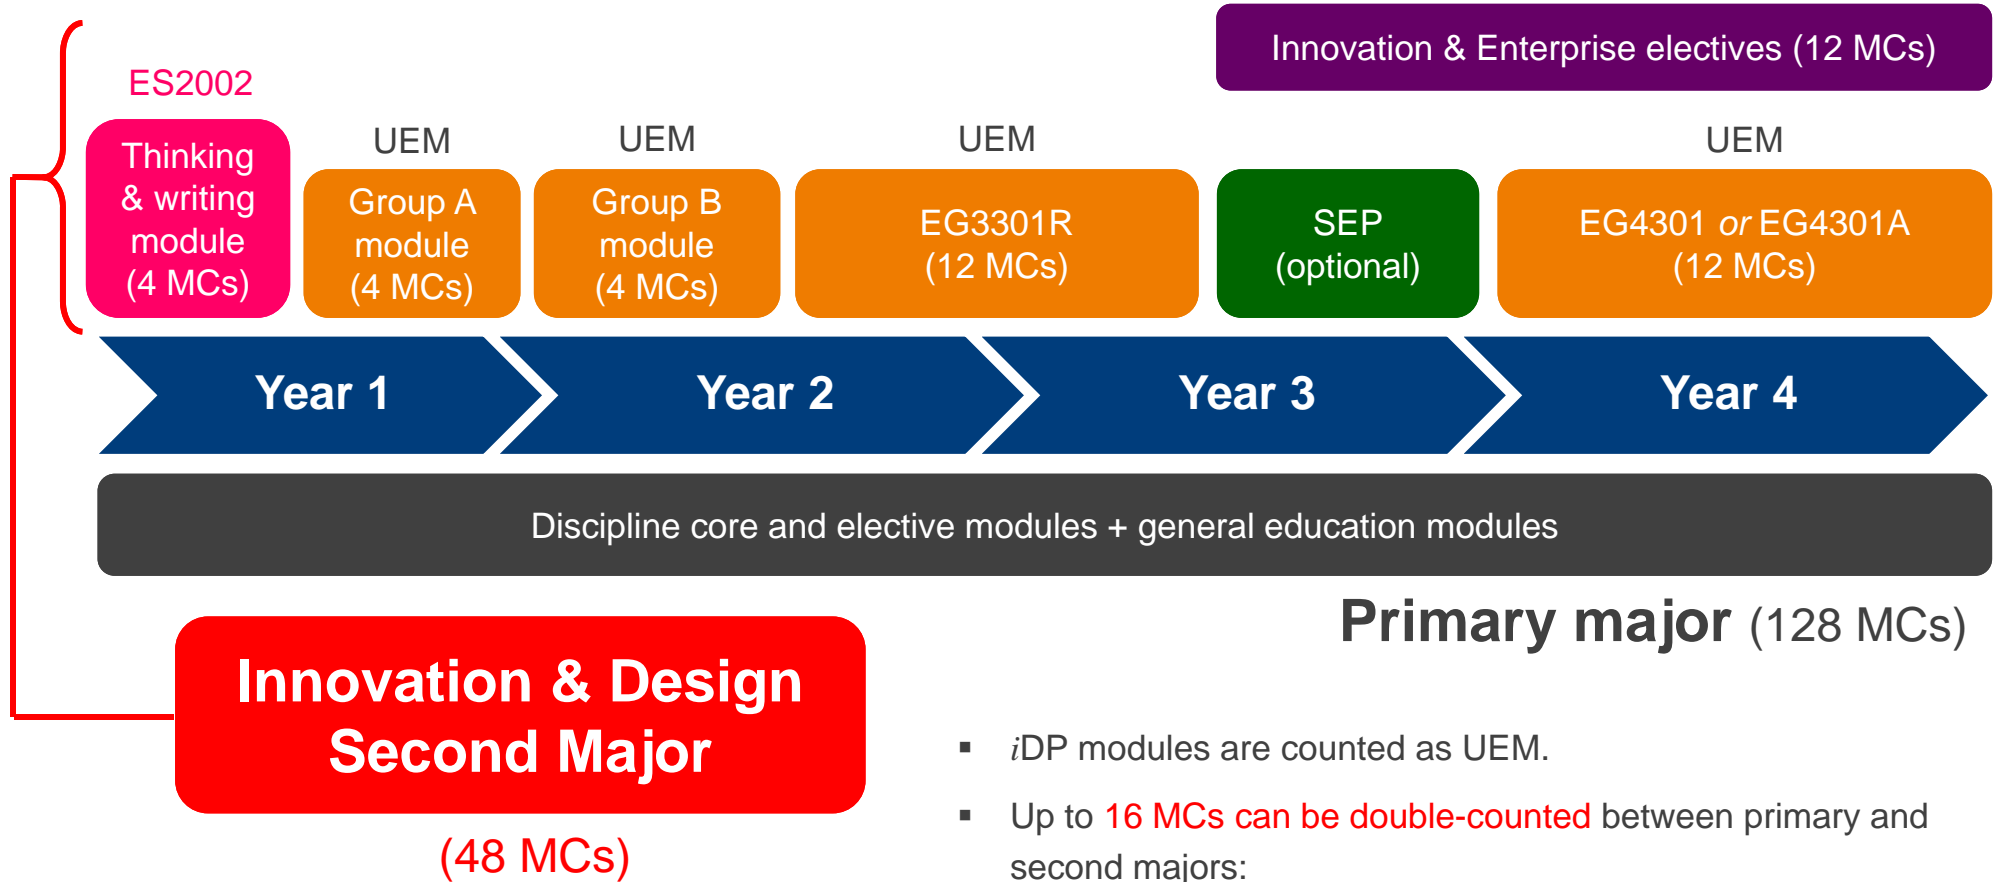 Innovation & Enterprise electives (12 MCs)
ES2002
Thinking
& writing
module
(4 MCs)
UEM
Group A
module
(4 MCs)
UEM
Group B
module
(4 MCs)
UEM
EG3301R
(12 MCs)
SEP
(optional)
UEM
EG4301 or EG4301A
(12 MCs)
Year 1
Year 2
Year 3
Year 4
Discipline core and elective modules + general education modules
Primary major (128 MCs)
Innovation & Design
Second Major
(48 MCs)
▪ iDP modules are counted as UEM.
▪ Up to 16 MCs can be double-counted between primary and
second majors: